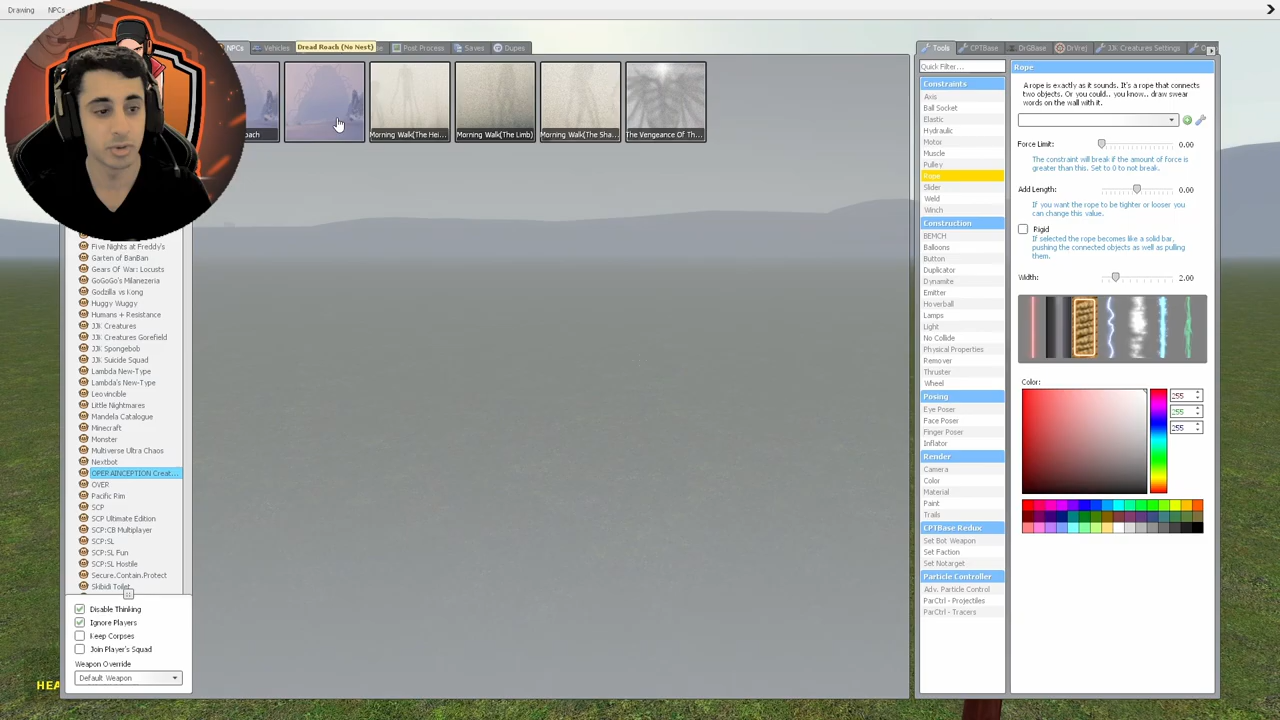 Drawing NPCs
NPCs Vehicles Dread Roach (No Nest) Post Process Saves Dupes
Morning Walk(The Hei... Morning Walk(The Limb) Morning Walk(The Sha... The Vengeance Of Th...
Five Nights at Freddy's
Garten of BanBan
Gears Of War: Locusts
GoGoGo's Milanezeria
Godzilla vs Kong
Huggy Wuggy
Humans + Resistance
JJK Creatures
JJK Creatures Gorefield
JJK Spongebob
JJK Suicide Squad
Lambda New-Type
Lambda's New-Type
Leovincible
Little Nightmares
Mandela Catalogue
Minecraft
Monster
Multiverse Ultra Chaos
Nextbot
OPERAINCEPTION Creat...
OVER
Pacific Rim
SCP
SCP Ultimate Edition
SCP:CB Multiplayer
SCP:SL
SCP:SL Fun
SCP:SL Hostile
Secure.Contain.Protect
Skibidi Toilet
Disable Thinking
Ignore Players
Keep Corpses
Join Player's Squad
Weapon Override
Default Weapon
HEA
Tools CPTBase DrGBase DrVrej JJK Creatures Settings
Quick Filter...
Constraints
Axis
Ball Socket
Elastic
Hydraulic
Motor
Muscle
Pulley
Rope
Slider
Weld
Winch
Construction
BEMCH
Balloons
Button
Duplicator
Dynamite
Emitter
Hoverball
Lamps
Light
No Collide
Physical Properties
Remover
Thruster
Wheel
Posing
Eye Poser
Face Poser
Finger Poser
Inflator
Render
Camera
Color
Material
Paint
Trails
CPTBase Redux
Set Bot Weapon
Set Faction
Set Notarget
Particle Controller
Adv. Particle Control
ParCtrl - Projectiles
ParCtrl - Tracers
Rope
A rope is exactly as it sounds. It's a rope that connects
two objects. Or you could.. you know.. draw swear
words on the wall with it.
Force Limit: 0.00
The constraint will break if the amount of force is
greater than this. Set to 0 to not break.
Add Length: 0.00
If you want the rope to be tighter or looser you
can change this value.
Rigid
If selected the rope becomes like a solid bar,
pushing the connected objects as well as pulling
them.
Width: 2.00
Color:
255
255
255